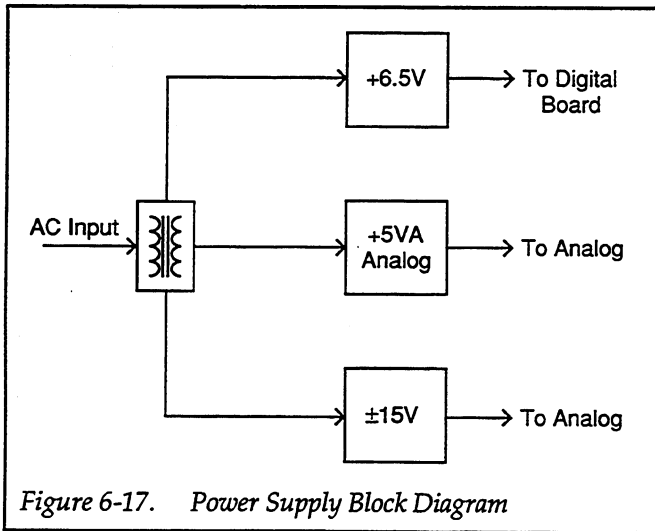 +6.5V
To Digital
Board
AC Input
+5VA
Analog
To Analog
±15V
To Analog
Figure 6-17. Power Supply Block Diagram